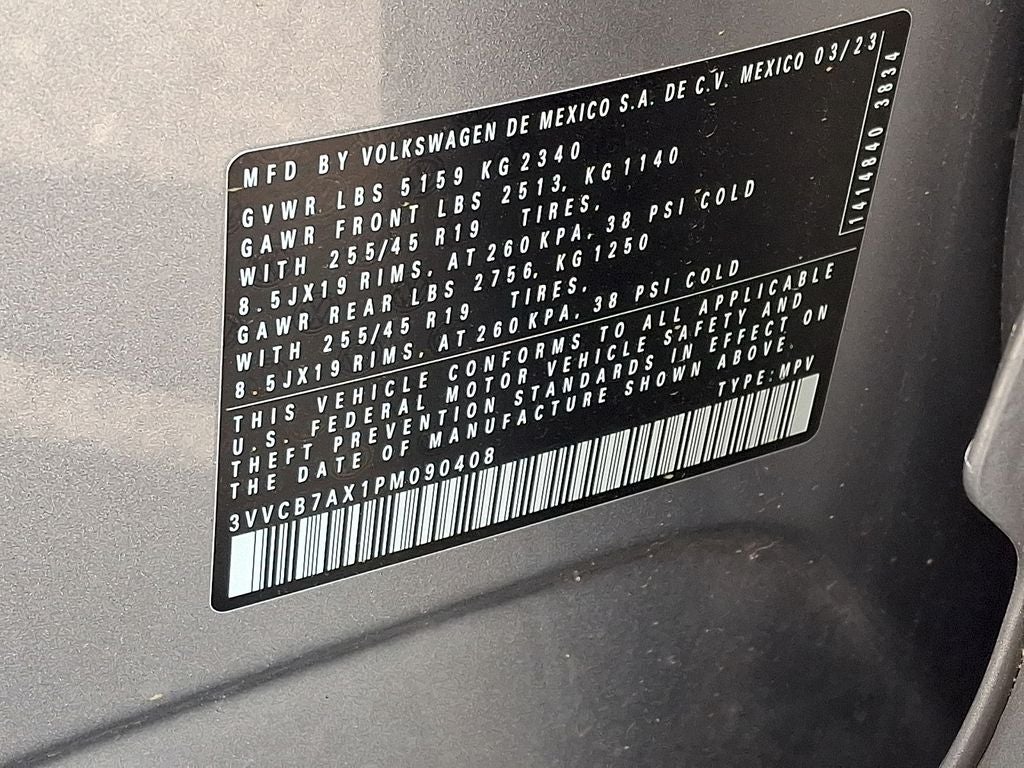 MFD BY VOLKSWAGEN DE MEXICO S.A. DE C.V. MEXICO 03/23
GVWR LBS 5159 KG 2340
GAWR FRONT LBS 2513, KG 1140
WITH 255/45 R19 TIRES,
8.5JX19 RIMS, AT 260 KPA, 38 PSI COLD
GAWR REAR LBS 2756, KG 1250
WITH 255/45 R19 TIRES,
8.5JX19 RIMS, AT 260 KPA, 38 PSI COLD
1414840 3834
THIS VEHICLE CONFORMS TO ALL APPLICABLE
U.S. FEDERAL MOTOR VEHICLE SAFETY AND
THEFT PREVENTION STANDARDS IN EFFECT ON
THE DATE OF MANUFACTURE SHOWN ABOVE.
TYPE: MPV
3VVCB7AX1PM090408